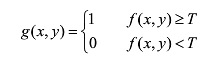 g(x,y) = { 1 f(x,y) ≥ T
0 f(x,y) < T